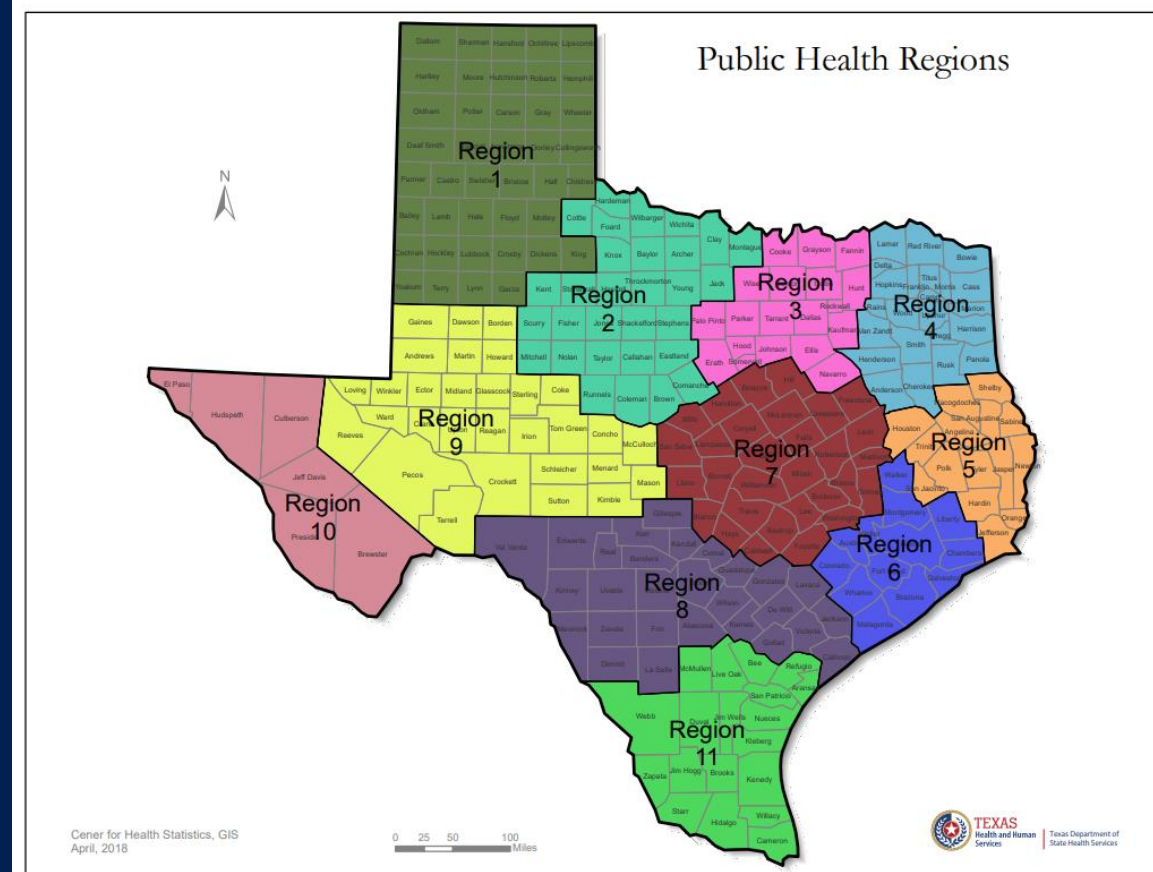 Public Health Regions
N
Dallam Sherman Hansford Ochiltree Lipscomb
Hartley Moore Hutchinson Roberts Hemphill
Oldham Potter Carson Gray Wheeler
Deaf Smith Donley Collingsworth
Region
1
Parmer Castro Swisher Briscoe Hall Childress
Bailey Lamb Hale Floyd Motley
Cochran Hockley Lubbock Crosby Dickens King
Yoakum Terry Lynn Garza
Cottle Hardeman Foard Wilbarger Wichita
Knox Baylor Archer Clay Montague
Kent Throckmorton Young Jack
Region
2
Scurry Fisher Shackelford Stephens
Mitchell Nolan Taylor Callahan Eastland
Runnels Coleman Brown Comanche
Cooke Grayson Fannin
Hunt
Region
3
Rockwall
Palo Pinto Parker Tarrant Dallas Kaufman
Hood Johnson Ellis
Erath Somervell Navarro
Lamar Red River Bowie
Delta Titus
Hopkins Franklin Morris Cass
Rains Marion
Region
4
Van Zandt Harrison
Smith
Henderson Rusk Panola
Anderson Cherokee
Shelby
Nacogdoches
San Augustine
Houston Angelina Sabine
Region
5
Polk Jasper Newton
San Jacinto
Hardin
Orange
Jefferson
Walker
Montgomery Liberty
Region
6
Chambers
Colorado Galveston
Wharton Brazoria
Matagorda
Bosque Hill
Hamilton McLennan Limestone Freestone
Mills Coryell Falls Leon
San Saba Lampasas Robertson Madison
Region
7
Llano Burnet Milam
Williamson Burleson
Blanco Travis Lee Washington
Hays Bastrop
Caldwell Fayette
Gaines Dawson Borden
Andrews Martin Howard
Loving Winkler Ector Midland Glasscock Sterling Coke
Ward Reagan Irion Tom Green Concho
Region
9
Reeves McCulloch
Pecos Crockett Schleicher Menard Mason
Sutton Kimble
Terrell
El Paso Hudspeth Culberson
Jeff Davis
Region
10
Presidio Brewster
Val Verde Edwards Kerr Gillespie
Real Bandera Kendall Comal
Guadalupe
Kinney Uvalde Gonzales Lavaca
Region
8
Wilson De Witt
Maverick Zavala Frio Atascosa Karnes Victoria Jackson
Goliad Calhoun
Dimmit La Salle
McMullen Live Oak Bee Refugio
Aransas
San Patricio
Webb Duval Jim Wells Nueces
Region
11
Kleberg
Zapata Jim Hogg Brooks Kenedy
Starr Hidalgo Willacy
Cameron
Cener for Health Statistics, GIS
April, 2018
0 25 50 100
Miles
TEXAS
Health and Human
Services
Texas Department of
State Health Services